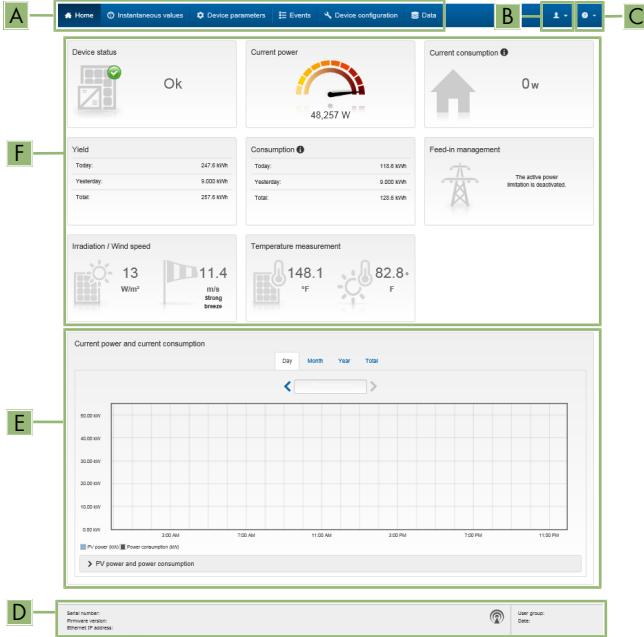 A
Home Instantaneous values Device parameters Events Device configuration Data
B
C
F
Device status
Ok
Current power
48,257 W
Current consumption
0 w
Yield
Today: 247.6 kWh
Yesterday: 9.000 kWh
Total: 257.6 kWh
Consumption
Today: 118.6 kWh
Yesterday: 9.000 kWh
Total: 128.6 kWh
Feed-in management
The active power
limitation is deactivated.
Irradiation / Wind speed
13
W/m²
11.4
m/s
strong
breeze
Temperature measurement
148.1
°F
82.8°
F
E
Current power and current consumption
Day Month Year Total
50.00 kW
40.00 kW
30.00 kW
20.00 kW
10.00 kW
0.00 kW
3:00 AM 7:00 AM 11:00 AM 3:00 PM 7:00 PM 11:00 PM
PV power (kW) Power consumption (kW)
PV power and power consumption
D
Serial number:
Firmware version:
Ethernet IP address:
User group:
Date: